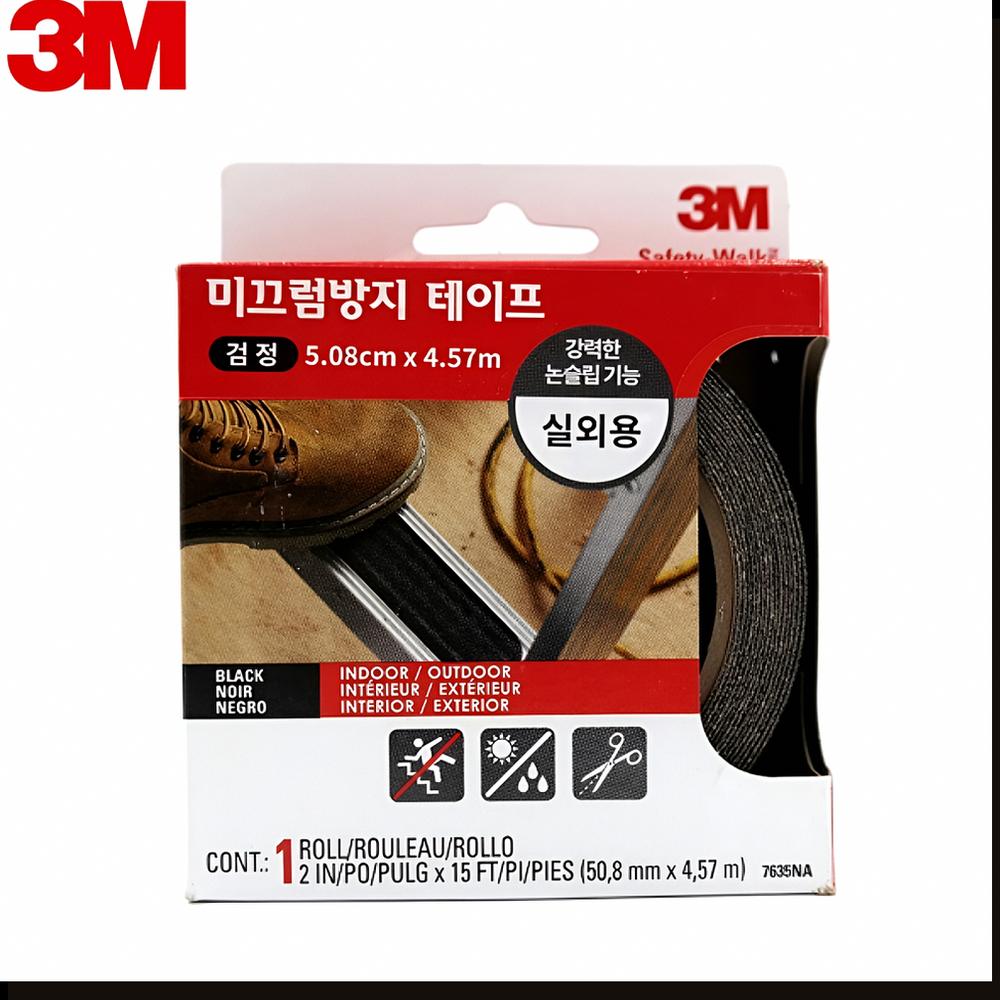 3M
3M
Safety-Walk
미끄럼방지 테이프
검정 5.08cm x 4.57m
강력한
논슬립 기능
실외용
BLACK
NOIR
NEGRO
INDOOR / OUTDOOR
INTÉRIEUR / EXTÉRIEUR
INTERIOR / EXTERIOR
CONT.: 1 ROLL/ROULEAU/ROLLO
2 IN/PO/PULG x 15 FT/PI/PIES (50,8 mm x 4,57 m) 7635NA